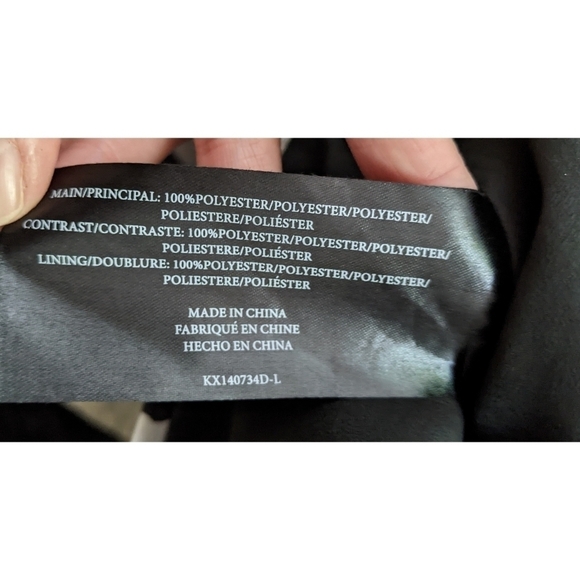 MAIN/PRINCIPAL: 100%POLYESTER/POLYESTER/POLYESTER/
POLIESTERE/POLIÉSTER
CONTRAST/CONTRASTE: 100%POLYESTER/POLYESTER/POLYESTER/
POLIESTERE/POLIÉSTER
LINING/DOUBLURE: 100%POLYESTER/POLYESTER/POLYESTER/
POLIESTERE/POLIÉSTER
MADE IN CHINA
FABRIQUÉ EN CHINE
HECHO EN CHINA
KX140734D-L